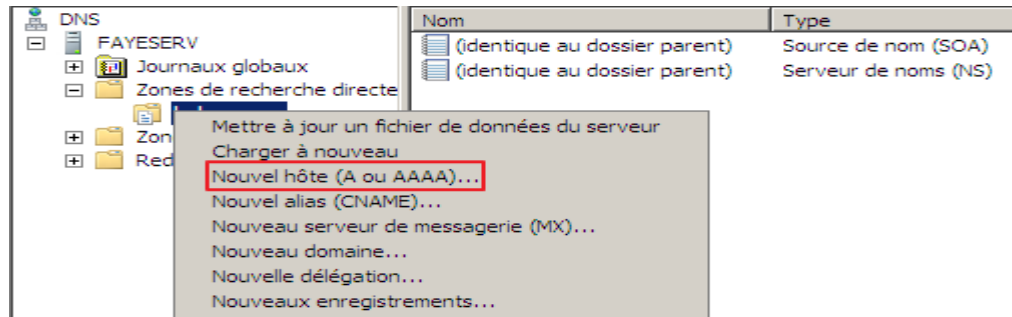 DNS
FAYESERV
Journaux globaux
Zones de recherche directe
Zon
Red
Nom Type
(identique au dossier parent) Source de nom (SOA)
(identique au dossier parent) Serveur de noms (NS)
Mettre à jour un fichier de données du serveur
Charger à nouveau
Nouvel hôte (A ou AAAA)...
Nouvel alias (CNAME)...
Nouveau serveur de messagerie (MX)...
Nouveau domaine...
Nouvelle délégation...
Nouveaux enregistrements...